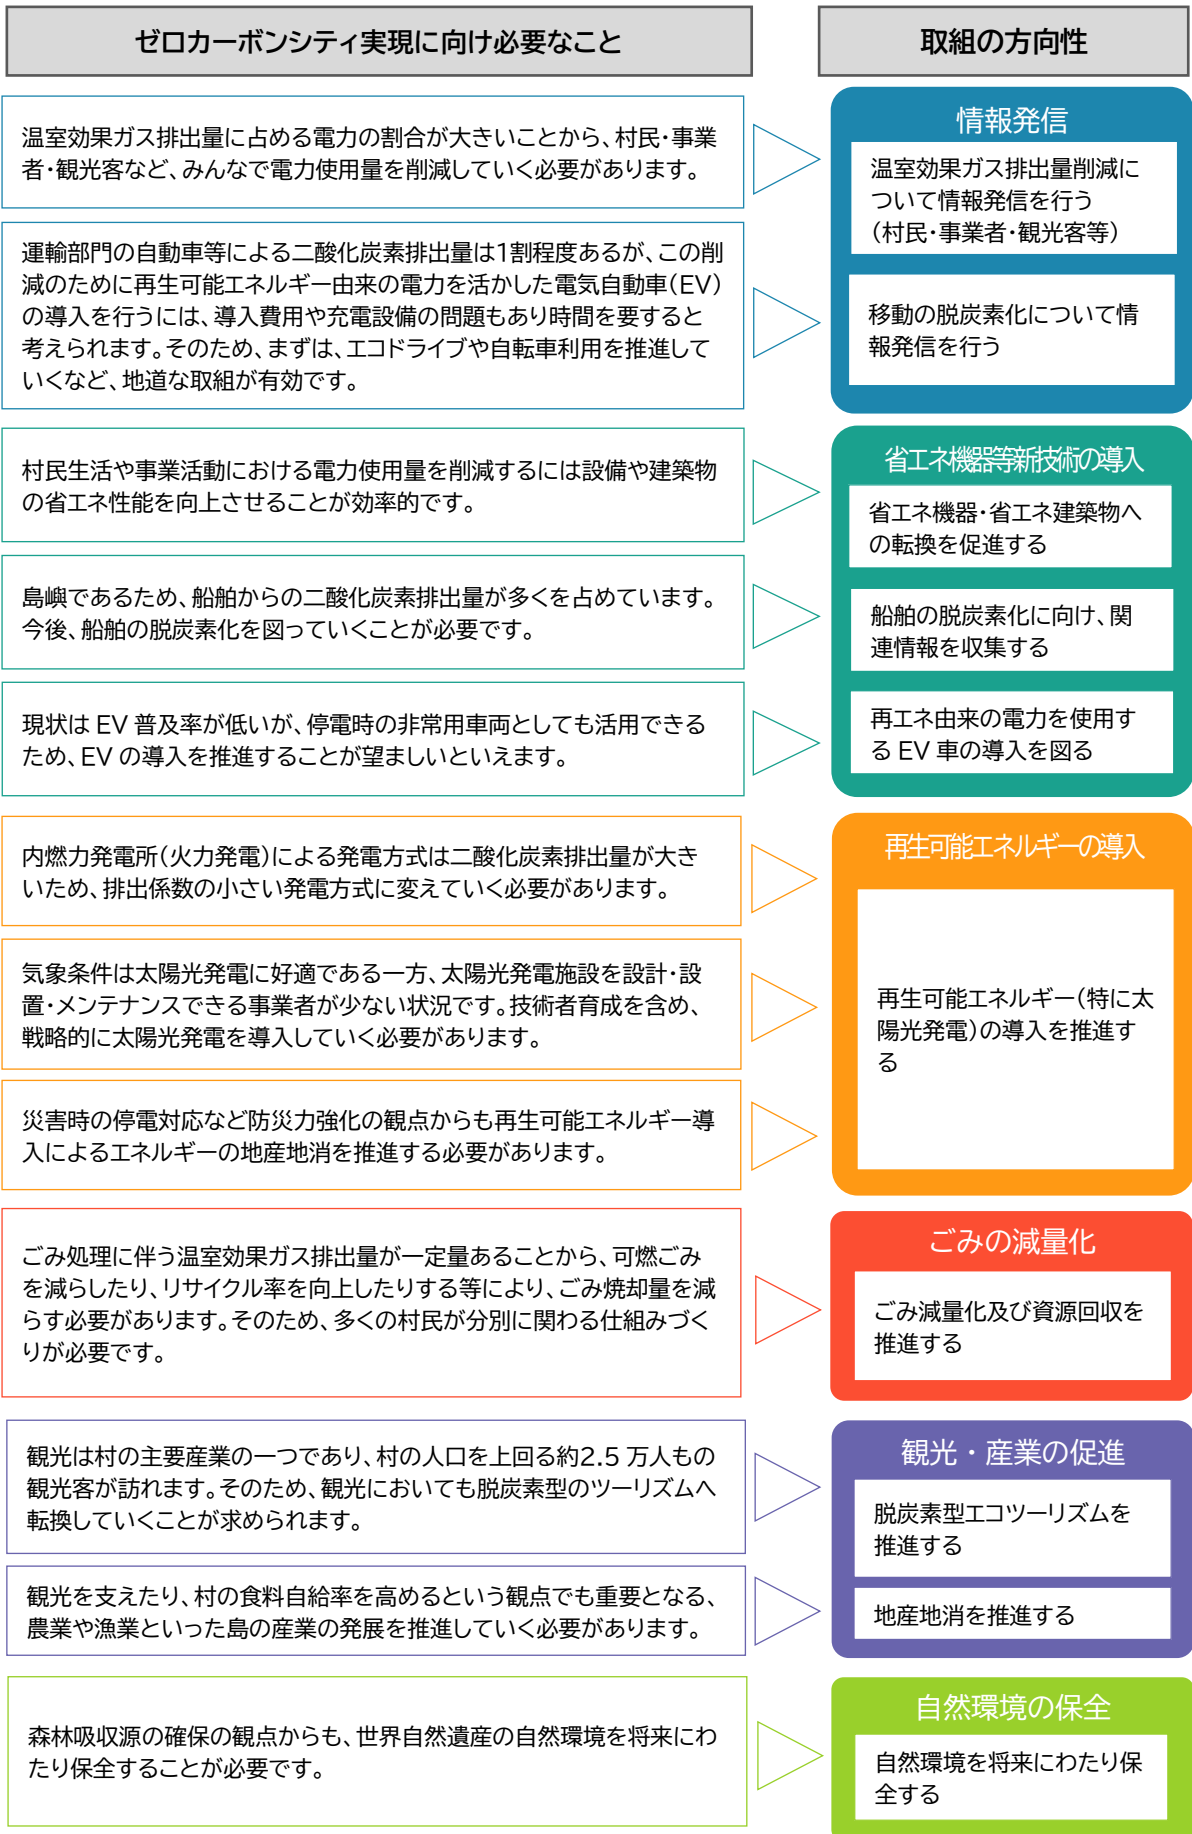 ゼロカーボンシティ実現に向け必要なこと
取組の方向性
温室効果ガス排出量に占める電力の割合が大きいことから、村民・事業
者・観光客など、みんなで電力使用量を削減していく必要があります。
情報発信
温室効果ガス排出量削減に
ついて情報発信を行う
（村民・事業者・観光客等）
運輸部門の自動車等による二酸化炭素排出量は1割程度あるが、この削
減のために再生可能エネルギー由来の電力を活かした電気自動車（EV）
の導入を行うには、導入費用や充電設備の問題もあり時間を要すると
考えられます。そのため、まずは、エコドライブや自転車利用を推進して
いくなど、地道な取組が有効です。
移動の脱炭素化について情
報発信を行う
村民生活や事業活動における電力使用量を削減するには設備や建築物
の省エネ性能を向上させることが効率的です。
省エネ機器等新技術の導入
省エネ機器・省エネ建築物へ
の転換を促進する
島嶼であるため、船舶からの二酸化炭素排出量が多くを占めています。
今後、船舶の脱炭素化を図っていくことが必要です。
船舶の脱炭素化に向け、関
連情報を収集する
現状は EV 普及率が低いが、停電時の非常用車両としても活用できる
ため、EV の導入を推進することが望ましいといえます。
再エネ由来の電力を使用す
る EV 車の導入を図る
内燃力発電所（火力発電）による発電方式は二酸化炭素排出量が大き
いため、排出係数の小さい発電方式に変えていく必要があります。
再生可能エネルギーの導入
気象条件は太陽光発電に好適である一方、太陽光発電施設を設計・設
置・メンテナンスできる事業者が少ない状況です。技術者育成を含め、
戦略的に太陽光発電を導入していく必要があります。
再生可能エネルギー（特に太
陽光発電）の導入を推進す
る
災害時の停電対応など防災力強化の観点からも再生可能エネルギー導
入によるエネルギーの地産地消を推進する必要があります。
ごみ処理に伴う温室効果ガス排出量が一定量あることから、可燃ごみ
を減らしたり、リサイクル率を向上したりする等により、ごみ焼却量を減
らす必要があります。そのため、多くの村民が分別に関わる仕組みづく
りが必要です。
ごみの減量化
ごみ減量化及び資源回収を
推進する
観光は村の主要産業の一つであり、村の人口を上回る約2.5 万人もの
観光客が訪れます。そのため、観光においても脱炭素型のツーリズムへ
転換していくことが求められます。
観光・産業の促進
脱炭素型エコツーリズムを
推進する
観光を支えたり、村の食料自給率を高めるという観点でも重要となる、
農業や漁業といった島の産業の発展を推進していく必要があります。
地産地消を推進する
森林吸収源の確保の観点からも、世界自然遺産の自然環境を将来にわ
たり保全することが必要です。
自然環境の保全
自然環境を将来にわたり保
全する